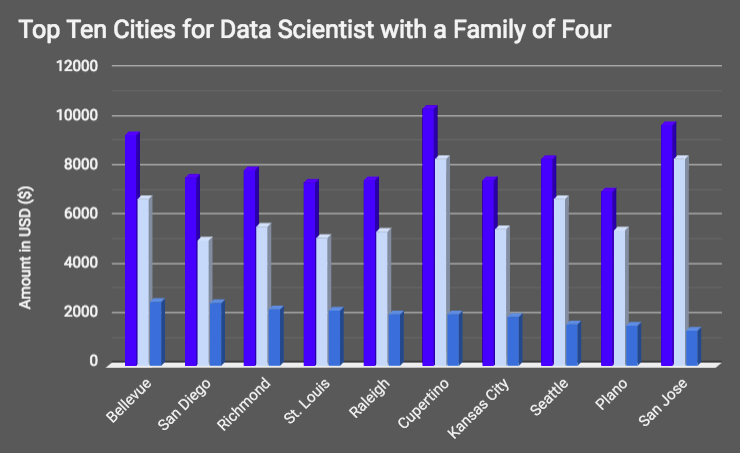 Top Ten Cities for Data Scientist with a Family of Four
Amount in USD ($)
12000
10000
8000
6000
4000
2000
0
Bellevue
San Diego
Richmond
St. Louis
Raleigh
Cupertino
Kansas City
Seattle
Plano
San Jose